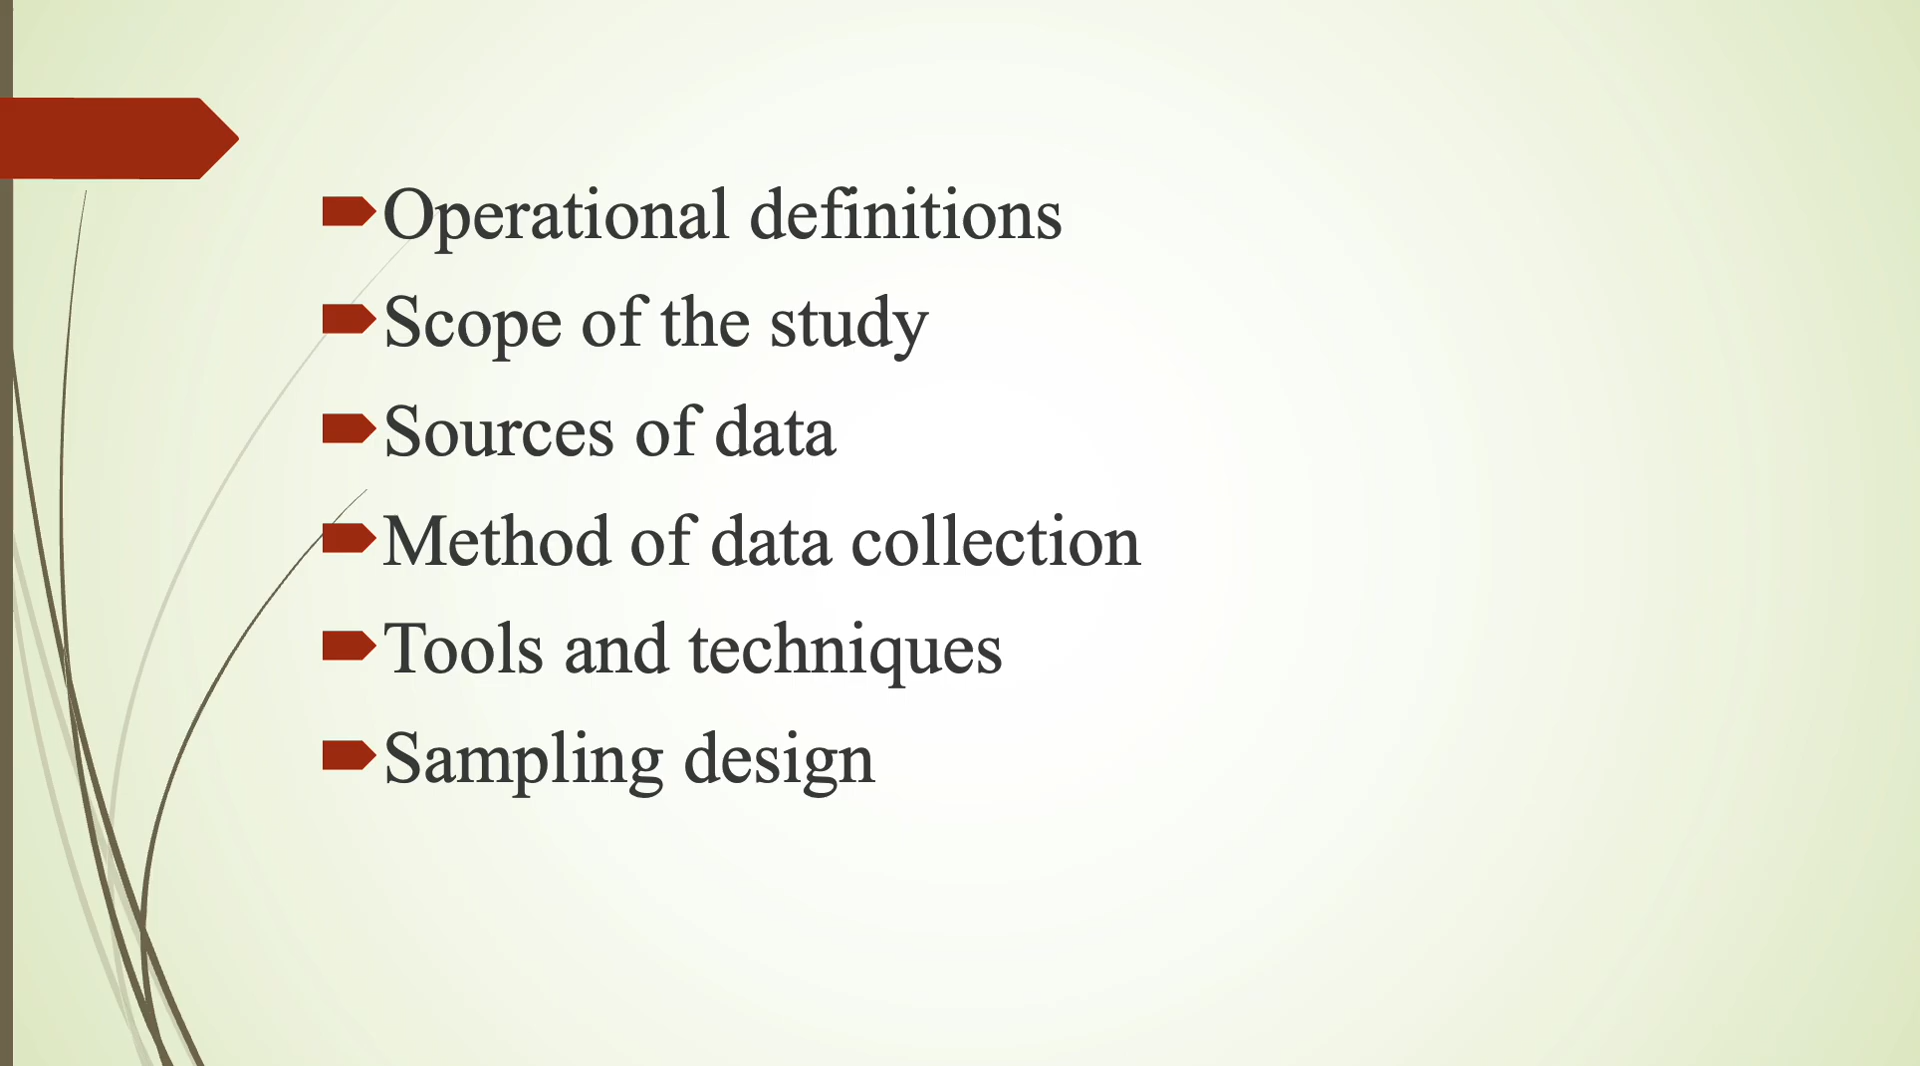 Operational definitions
Scope of the study
Sources of data
Method of data collection
Tools and techniques
Sampling design